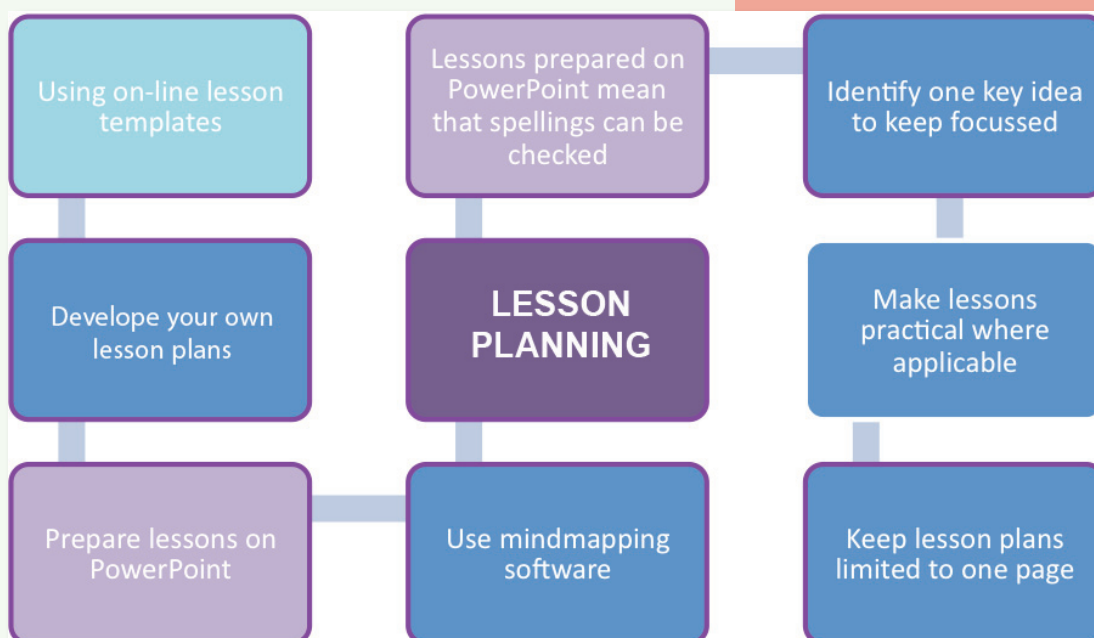 Using on-line lesson
templates
Develope your own
lesson plans
Prepare lessons on
PowerPoint
Use mindmapping
software
LESSON
PLANNING
Lessons prepared on
PowerPoint mean
that spellings can be
checked
Identify one key idea
to keep focussed
Make lessons
practical where
applicable
Keep lesson plans
limited to one page